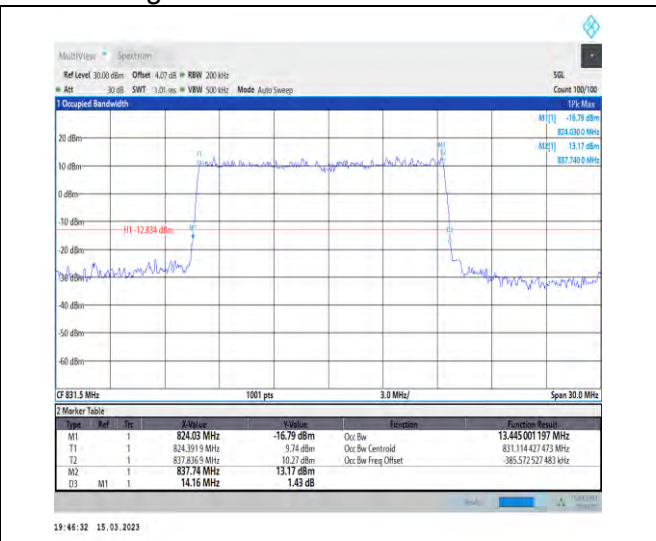 MultiView Spectrum
Ref Level 30.00 dBm Offset 4.07 dB RBW 200 kHz SGL
Att 30 dB SWT 1.01 ms VBW 500 kHz Mode Auto Sweep Count 100/100
1 Occupied Bandwidth 1Pk Max
M1[1] -16.79 dBm
824.030 0 MHz
20 dBm
M2[1] 13.17 dBm
837.740 0 MHz
10 dBm
0 dBm
-10 dBm
H1 -12.834 dBm
-20 dBm
-30 dBm
-40 dBm
-50 dBm
-60 dBm
CF 831.5 MHz 1001 pts 3.0 MHz/ Span 30.0 MHz
2 Marker Table
Type Ref Trc X-Value Y-Value Function Function Result
M1 1 824.03 MHz -16.79 dBm Occ Bw 13.445 001 197 MHz
T1 1 824.391 9 MHz 9.74 dBm Occ Bw Centroid 831.114 427 473 MHz
T2 1 837.836 9 MHz 10.27 dBm Occ Bw Freq Offset -385.572 527 483 kHz
M2 1 837.74 MHz 13.17 dBm
D3 M1 1 14.16 MHz 1.43 dB
19:46:32 15.03.2023